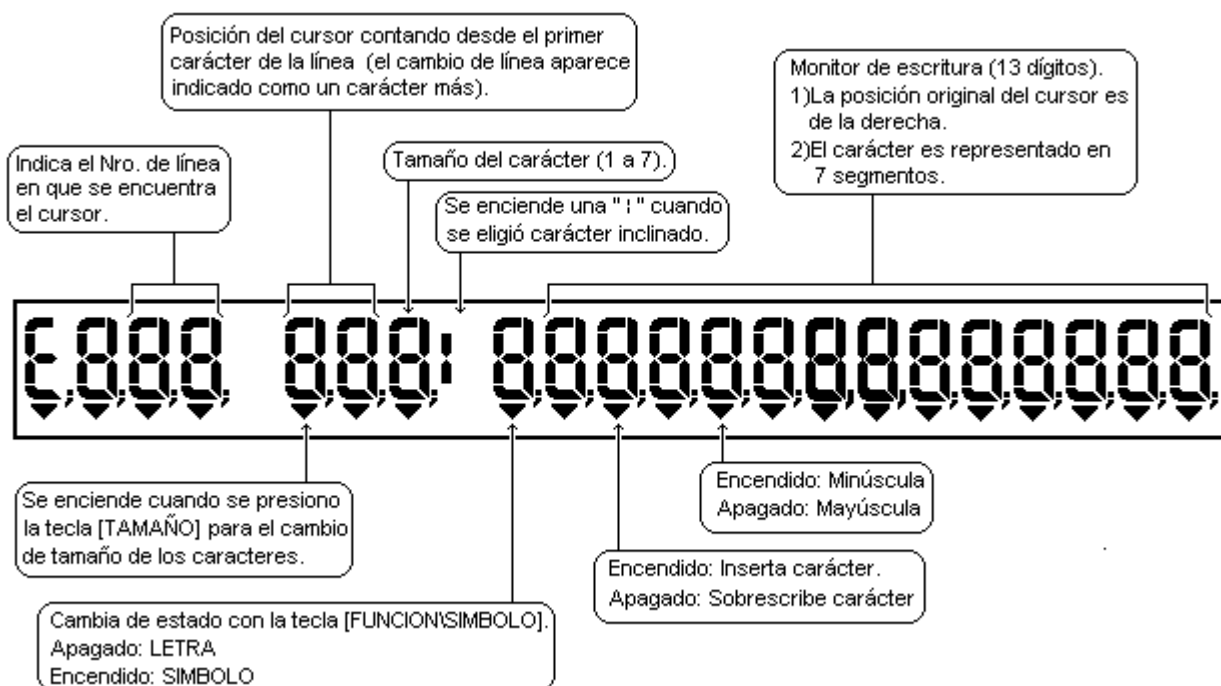 Posición del cursor contando desde el primer
carácter de la línea (el cambio de línea aparece
indicado como un carácter más).
Monitor de escritura (13 dígitos).
1)La posición original del cursor es
de la derecha.
2)El carácter es representado en
7 segmentos.
Indica el Nro. de línea
en que se encuentra
el cursor.
Tamaño del carácter (1 a 7).
Se enciende una " ¦ " cuando
se eligió carácter inclinado.
Se enciende cuando se presiono
la tecla [TAMAÑO] para el cambio
de tamaño de los caracteres.
Encendido: Minúscula
Apagado: Mayúscula
Encendido: Inserta carácter.
Apagado: Sobrescribe carácter
Cambia de estado con la tecla [FUNCION\SIMBOLO].
Apagado: LETRA
Encendido: SIMBOLO